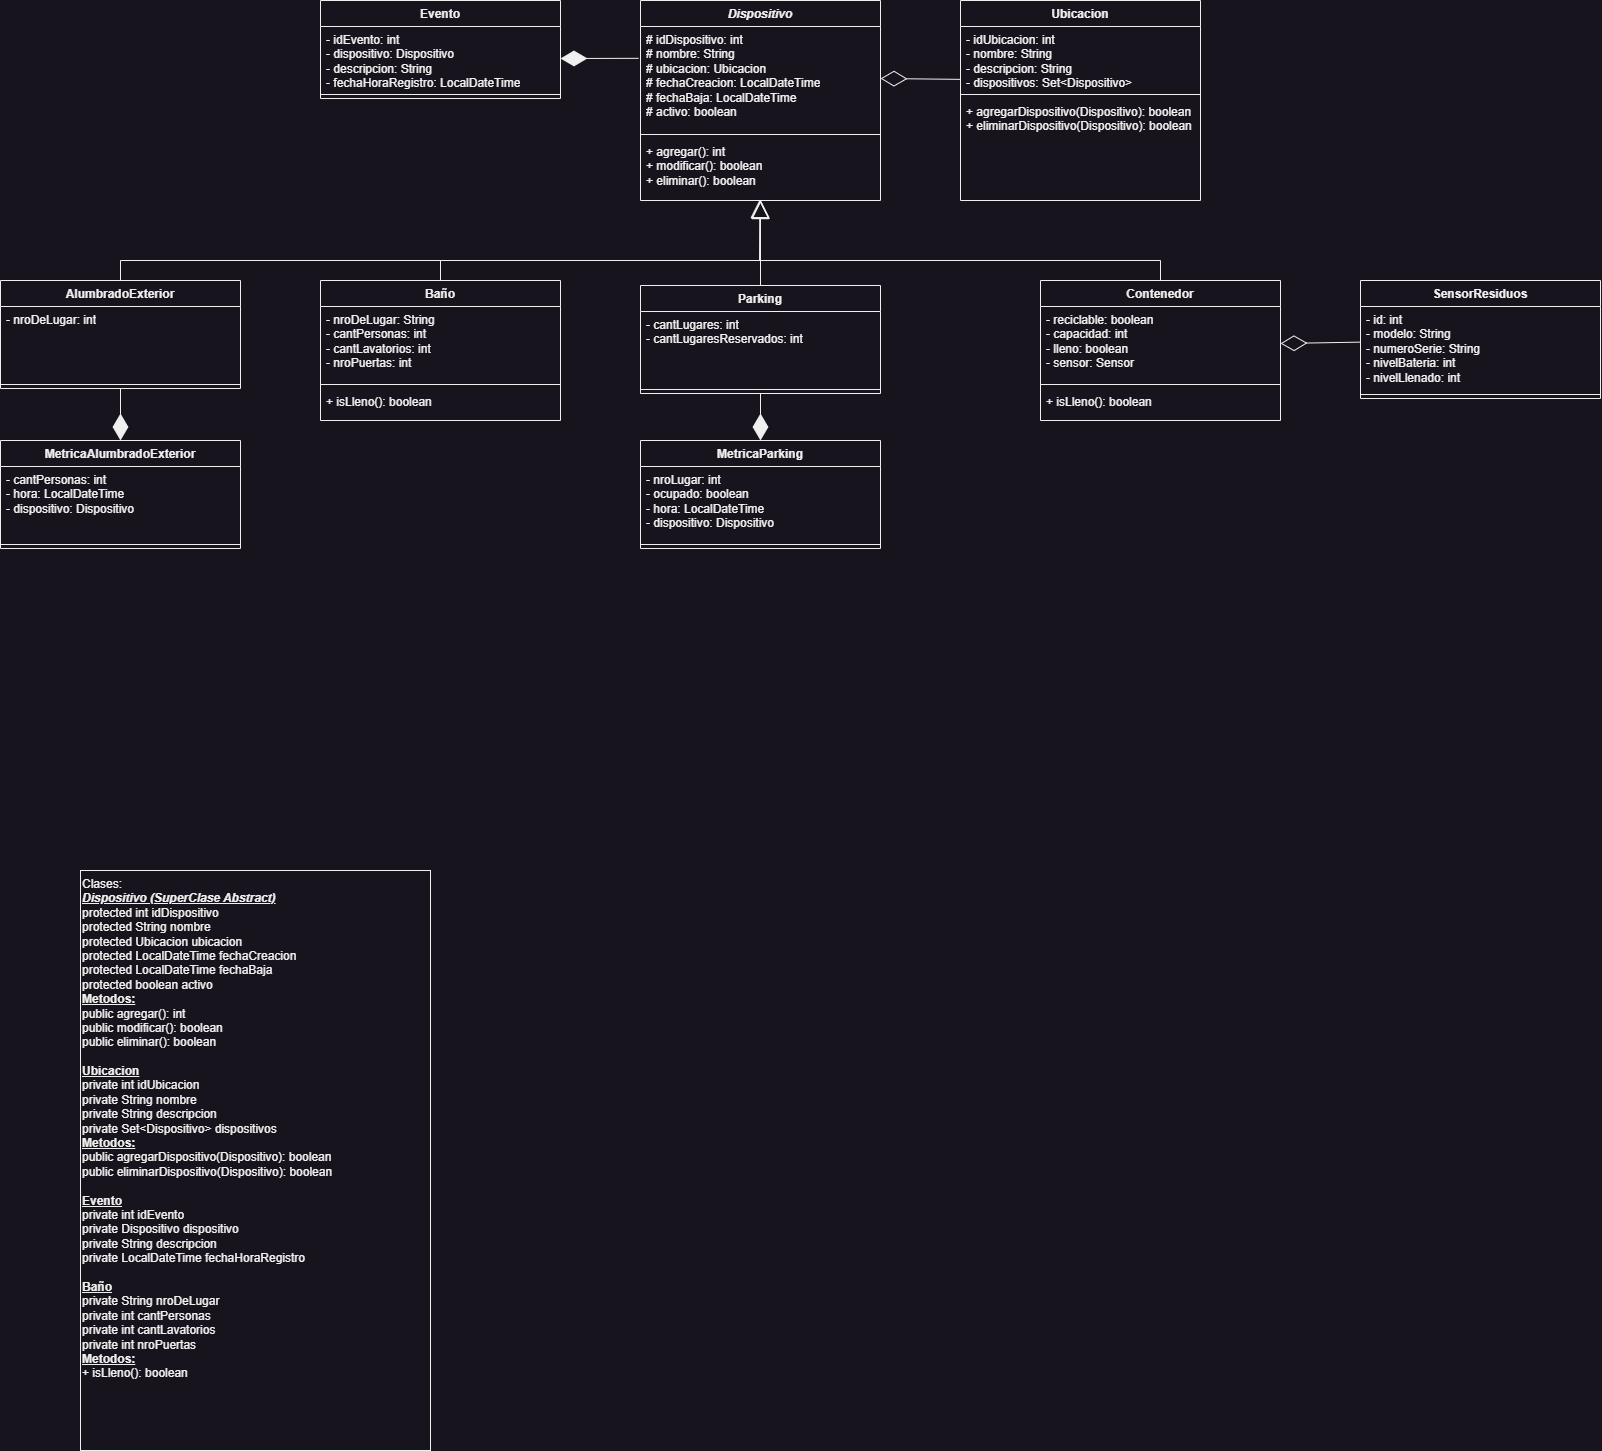 Evento
- idEvento: int
- dispositivo: Dispositivo
- descripcion: String
- fechaHoraRegistro: LocalDateTime
Dispositivo
# idDispositivo: int
# nombre: String
# ubicacion: Ubicacion
# fechaCreacion: LocalDateTime
# fechaBaja: LocalDateTime
# activo: boolean
+ agregar(): int
+ modificar(): boolean
+ eliminar(): boolean
Ubicacion
- idUbicacion: int
- nombre: String
- descripcion: String
- dispositivos: Set<Dispositivo>
+ agregarDispositivo(Dispositivo): boolean
+ eliminarDispositivo(Dispositivo): boolean
AlumbradoExterior
- nroDeLugar: int
Baño
- nroDeLugar: String
- cantPersonas: int
- cantLavatorios: int
- nroPuertas: int
+ isLleno(): boolean
Parking
- cantLugares: int
- cantLugaresReservados: int
Contenedor
- reciclable: boolean
- capacidad: int
- lleno: boolean
- sensor: Sensor
+ isLleno(): boolean
SensorResiduos
- id: int
- modelo: String
- numeroSerie: String
- nivelBateria: int
- nivelLlenado: int
MetricaAlumbradoExterior
- cantPersonas: int
- hora: LocalDateTime
- dispositivo: Dispositivo
MetricaParking
- nroLugar: int
- ocupado: boolean
- hora: LocalDateTime
- dispositivo: Dispositivo
Clases:
Dispositivo (SuperClase Abstract)
protected int idDispositivo
protected String nombre
protected Ubicacion ubicacion
protected LocalDateTime fechaCreacion
protected LocalDateTime fechaBaja
protected boolean activo
Metodos:
public agregar(): int
public modificar(): boolean
public eliminar(): boolean
Ubicacion
private int idUbicacion
private String nombre
private String descripcion
private Set<Dispositivo> dispositivos
Metodos:
public agregarDispositivo(Dispositivo): boolean
public eliminarDispositivo(Dispositivo): boolean
Evento
private int idEvento
private Dispositivo dispositivo
private String descripcion
private LocalDateTime fechaHoraRegistro
Baño
private String nroDeLugar
private int cantPersonas
private int cantLavatorios
private int nroPuertas
Metodos:
+ isLleno(): boolean